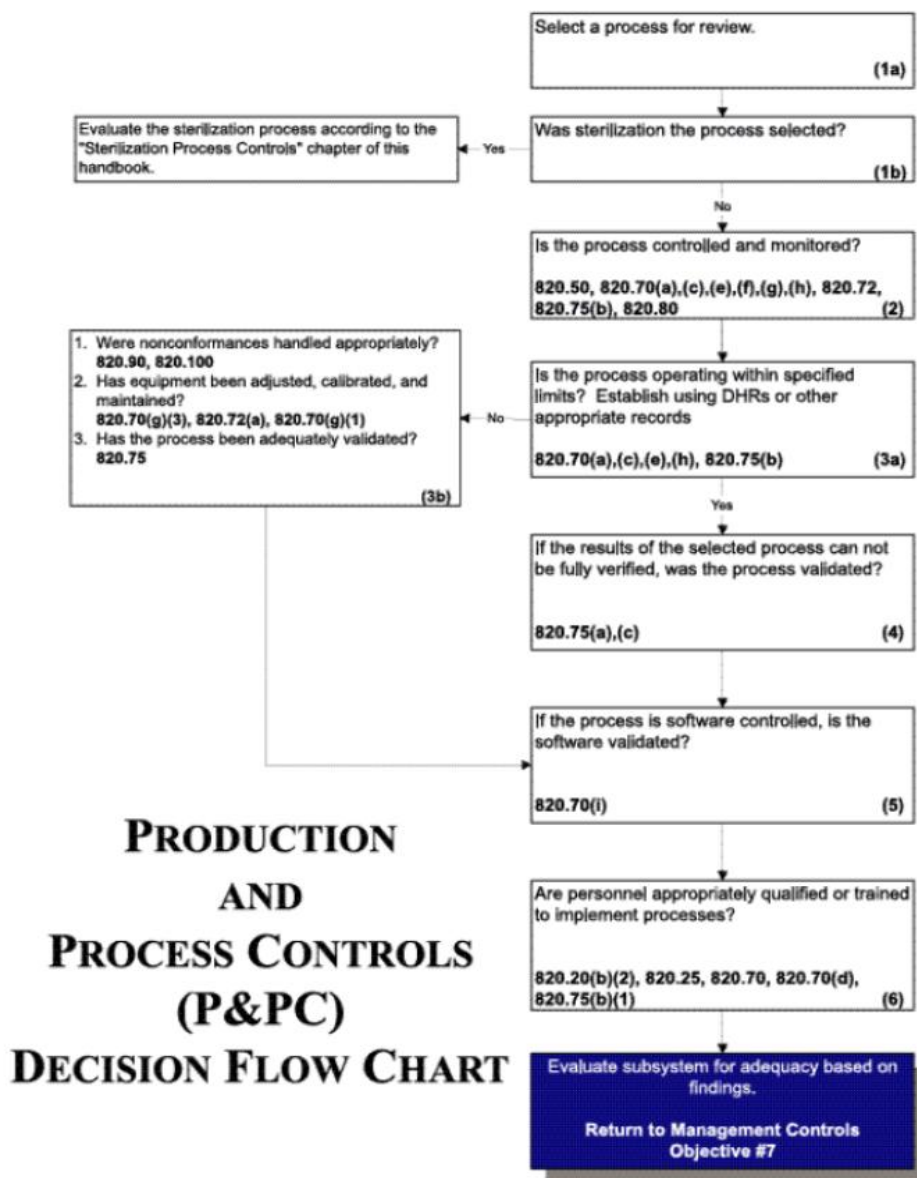 Select a process for review.
(1a)
Evaluate the sterilization process according to the
"Sterilization Process Controls" chapter of this
handbook.
Yes
Was sterilization the process selected?
(1b)
No
Is the process controlled and monitored?
820.50, 820.70(a),(c),(e),(f),(g),(h), 820.72,
820.75(b), 820.80
(2)
1. Were nonconformances handled appropriately?
820.90, 820.100
2. Has equipment been adjusted, calibrated, and
maintained?
820.70(g)(3), 820.72(a), 820.70(g)(1)
3. Has the process been adequately validated?
820.75
(3b)
No
Is the process operating within specified
limits? Establish using DHRs or other
appropriate records
820.70(a),(c),(e),(h), 820.75(b)
(3a)
Yes
If the results of the selected process can not
be fully verified, was the process validated?
820.75(a),(c)
(4)
If the process is software controlled, is the
software validated?
820.70(i)
(5)
Are personnel appropriately qualified or trained
to implement processes?
820.20(b)(2), 820.25, 820.70, 820.70(d),
820.75(b)(1)
(6)
Evaluate subsystem for adequacy based on
findings.
Return to Management Controls
Objective #7
PRODUCTION
AND
PROCESS CONTROLS
(P&PC)
DECISION FLOW CHART